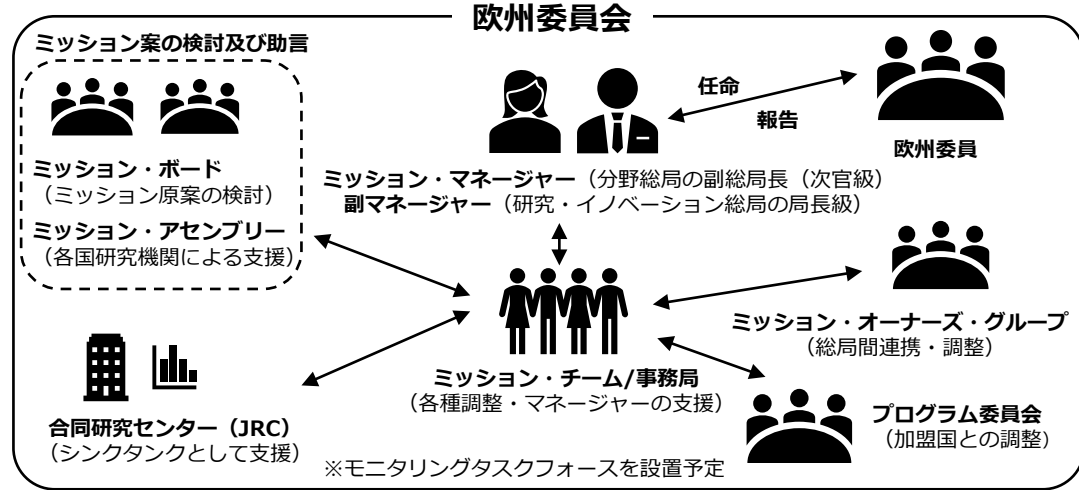 欧州委員会
ミッション案の検討及び助言
ミッション・ボード
（ミッション原案の検討）
ミッション・アセンブリー
（各国研究機関による支援）
任命
報告
欧州委員
ミッション・マネージャー（分野総局の副総局長（次官級）
副マネージャー（研究・イノベーション総局の局長級）
ミッション・オーナーズ・グループ
（総局間連携・調整）
ミッション・チーム/事務局
（各種調整・マネージャーの支援）
合同研究センター（JRC）
（シンクタンクとして支援）
プログラム委員会
（加盟国との調整）
※モニタリングタスクフォースを設置予定